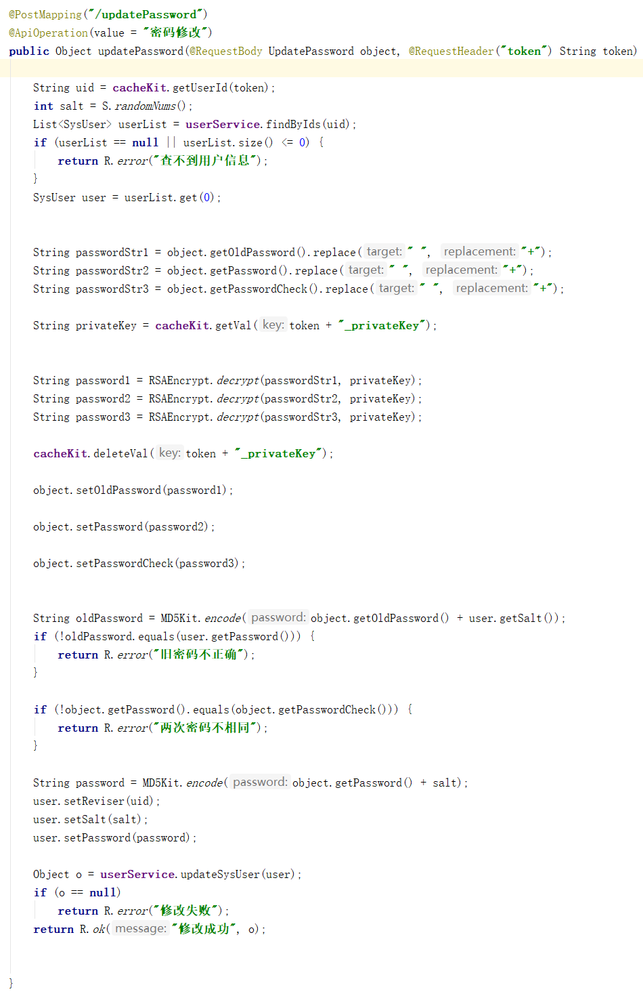 @PostMapping("/updatePassword")
@ApiOperation(value = "密码修改")
public Object updatePassword(@RequestBody UpdatePassword object, @RequestHeader("token") String token)
String uid = cacheKit.getUserId(token);
int salt = S.randomNums();
List<SysUser> userList = userService.findByIds(uid);
if (userList == null || userList.size() <= 0) {
return R.error("查不到用户信息");
}
SysUser user = userList.get(0);
String passwordStr1 = object.getOldPassword().replace( target: " ", replacement: "+");
String passwordStr2 = object.getPassword().replace( target: " ", replacement: "+");
String passwordStr3 = object.getPasswordCheck().replace( target: " ", replacement: "+");
String privateKey = cacheKit.getVal( key: token + "_privateKey");
String password1 = RSAEncrypt.decrypt(passwordStr1, privateKey);
String password2 = RSAEncrypt.decrypt(passwordStr2, privateKey);
String password3 = RSAEncrypt.decrypt(passwordStr3, privateKey);
cacheKit.deleteVal( key: token + "_privateKey");
object.setOldPassword(password1);
object.setPassword(password2);
object.setPasswordCheck(password3);
String oldPassword = MD5Kit.encode( password: object.getOldPassword() + user.getSalt());
if (!oldPassword.equals(user.getPassword())) {
return R.error("旧密码不正确");
}
if (!object.getPassword().equals(object.getPasswordCheck())) {
return R.error("两次密码不相同");
}
String password = MD5Kit.encode( password: object.getPassword() + salt);
user.setReviser(uid);
user.setSalt(salt);
user.setPassword(password);
Object o = userService.updateSysUser(user);
if (o == null)
return R.error("修改失败");
return R.ok( message: "修改成功", o);
}